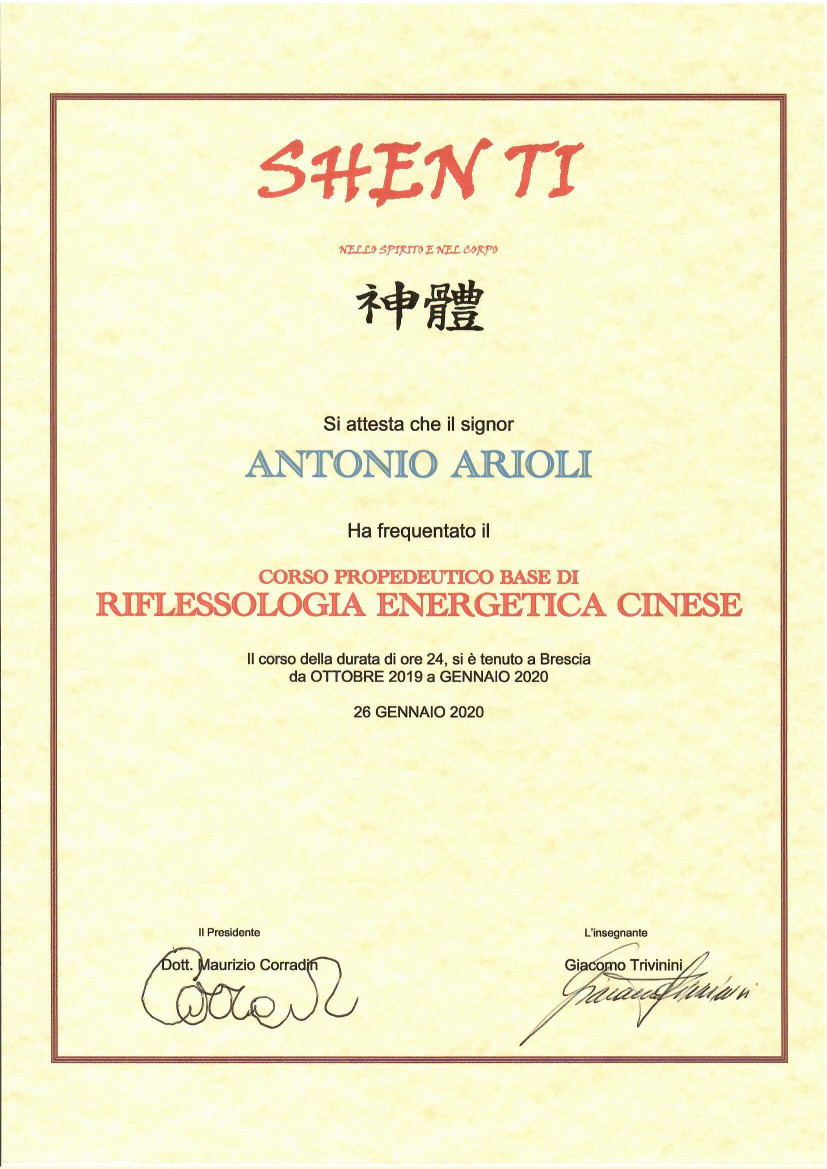 SHEN TI
NELLO SPIRITO E NEL CORPO
神體
Si attesta che il signor
ANTONIO ARIOLI
Ha frequentato il
CORSO PROPEDEUTICO BASE DI
RIFLESSOLOGIA ENERGETICA CINESE
Il corso della durata di ore 24, si è tenuto a Brescia
da OTTOBRE 2019 a GENNAIO 2020
26 GENNAIO 2020
Il Presidente
Dott. Maurizio Corradin
L'insegnante
Giacomo Trivinini